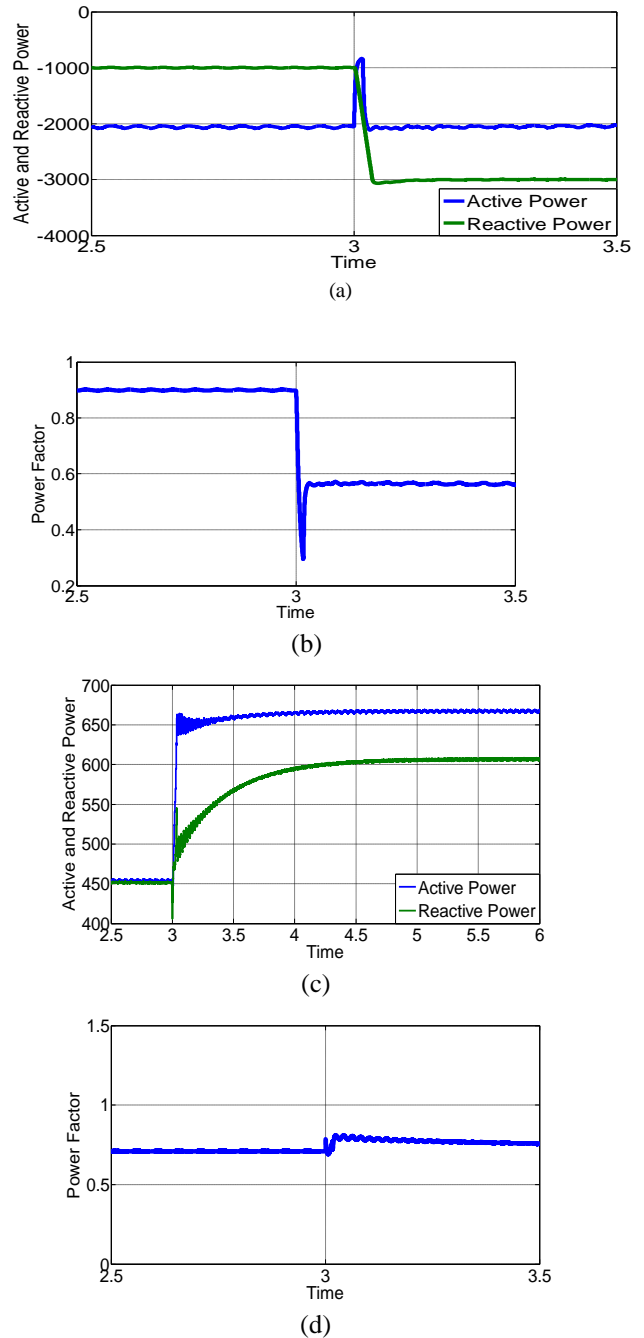 0
-1000
-2000
-3000
-4000
Active and Reactive Power
Active Power
Reactive Power
2.5 3 3.5
Time
(a)
1
0.8
0.6
0.4
0.2
Power Factor
2.5 3 3.5
Time
(b)
700
650
600
550
500
450
400
Active and Reactive Power
Active Power
Reactive Power
2.5 3 3.5 4 4.5 5 5.5 6
Time
(c)
1.5
1
0.5
0
Power Factor
2.5 3 3.5
Time
(d)